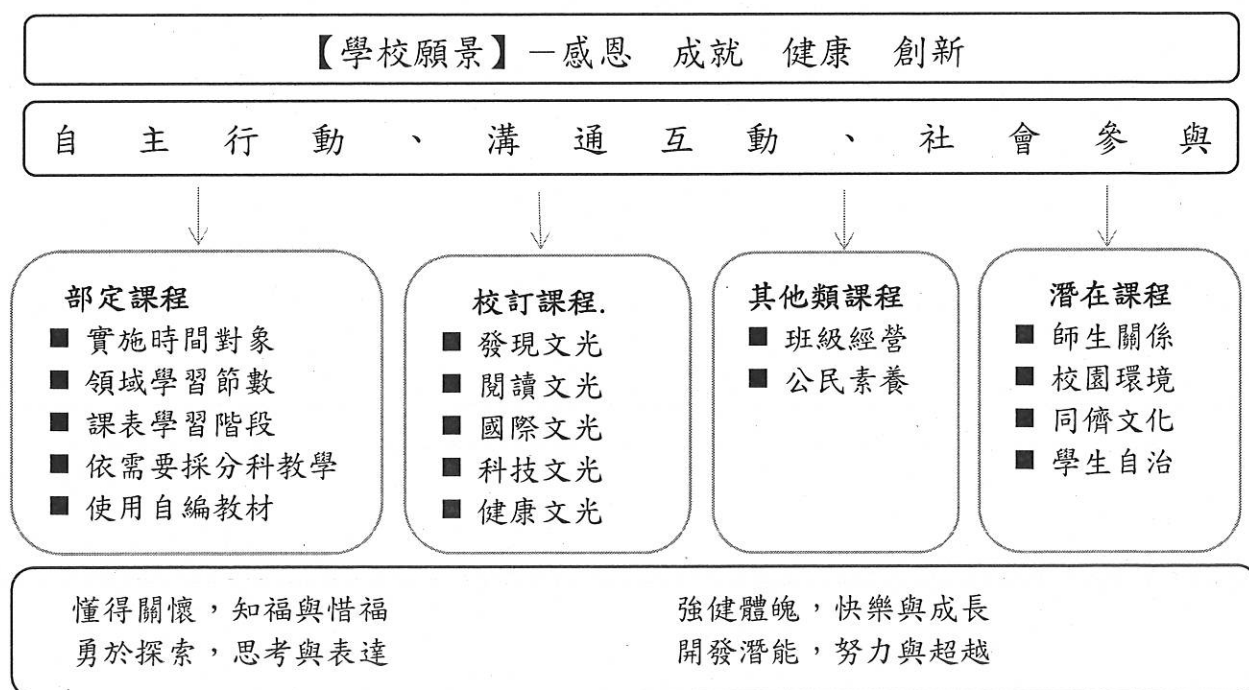 【學校願景】－感恩　成就　健康　創新
自主行動、溝通互動、社會參與
部定課程
■ 實施時間對象
■ 領域學習節數
■ 課表學習階段
■ 依需要採分科教學
■ 使用自編教材
校訂課程.
■ 發現文光
■ 閱讀文光
■ 國際文光
■ 科技文光
■ 健康文光
其他類課程
■ 班級經營
■ 公民素養
潛在課程
■ 師生關係
■ 校園環境
■ 同儕文化
■ 學生自治
懂得關懷，知福與惜福
勇於探索，思考與表達
強健體魄，快樂與成長
開發潛能，努力與超越